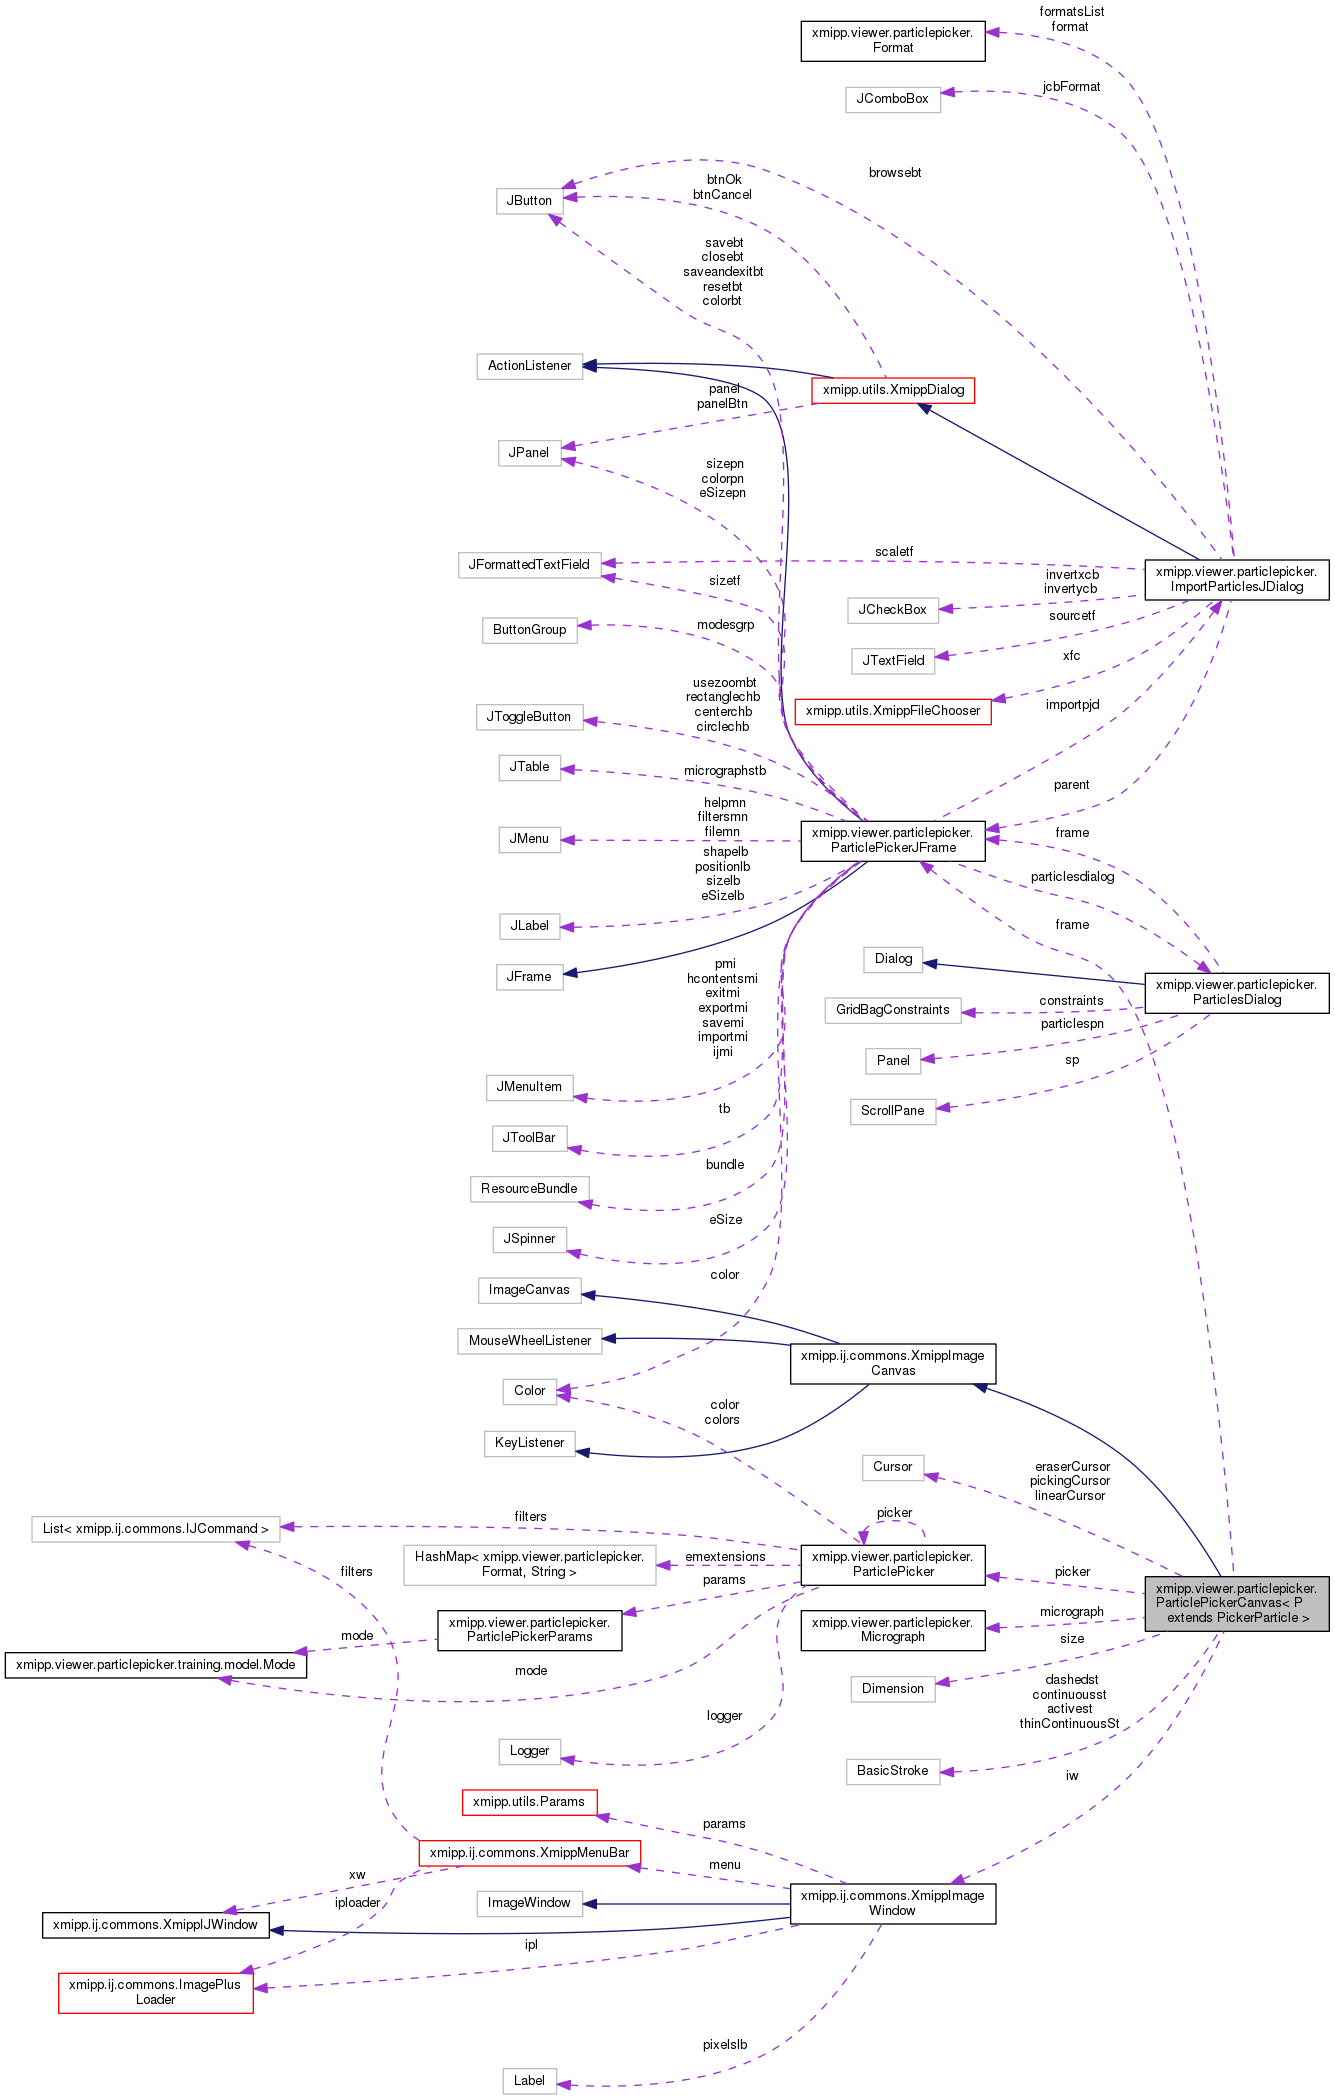 formatsList
format
xmipp.viewer.particlepicker.
Format
jcbFormat
JComboBox
browsebt
btnOk
btnCancel
JButton
savebt
closebt
saveandexitbt
resetbt
colorbt
ActionListener
xmipp.utils.XmippDialog
panel
panelBtn
JPanel
sizepn
colorpn
eSizepn
scaletf
JFormattedTextField
sizetf
xmipp.viewer.particlepicker.
ImportParticlesJDialog
invertxcb
invertycb
JCheckBox
sourcetf
ButtonGroup
modesgrp
JTextField
xfc
usezoombt
rectanglechb
centerchb
circlechb
JToggleButton
xmipp.utils.XmippFileChooser
importpjd
JTable
micrographstb
parent
helpmn
filtersmn
filemn
JMenu
xmipp.viewer.particlepicker.
ParticlePickerJFrame
frame
shapelb
positionlb
sizelb
eSizelb
particlesdialog
JLabel
frame
JFrame
Dialog
xmipp.viewer.particlepicker.
ParticlesDialog
pmi
hcontentsmi
exitmi
exportmi
savemi
importmi
ijmi
constraints
GridBagConstraints
particlespn
Panel
sp
JMenuItem
ScrollPane
tb
JToolBar
bundle
ResourceBundle
eSize
JSpinner
color
ImageCanvas
MouseWheelListener
xmipp.ij.commons.XmippImage
Canvas
Color
color
colors
KeyListener
Cursor
eraserCursor
pickingCursor
linearCursor
picker
filters
List< xmipp.ij.commons.IJCommand >
HashMap< xmipp.viewer.particlepicker.
Format, String >
emextensions
xmipp.viewer.particlepicker.
ParticlePicker
picker
params
filters
xmipp.viewer.particlepicker.
ParticlePickerCanvas< P
extends PickerParticle >
micrograph
xmipp.viewer.particlepicker.
ParticlePickerParams
xmipp.viewer.particlepicker.
Micrograph
mode
size
xmipp.viewer.particlepicker.training.model.Mode
mode
Dimension
dashedst
continuousst
activest
thinContinuousSt
logger
Logger
BasicStroke
iw
xmipp.utils.Params
params
xmipp.ij.commons.XmippMenuBar
menu
xw
iploader
ImageWindow
xmipp.ij.commons.XmippImage
Window
xmipp.ij.commons.XmippIJWindow
ipl
xmipp.ij.commons.ImagePlus
Loader
pixelslb
Label